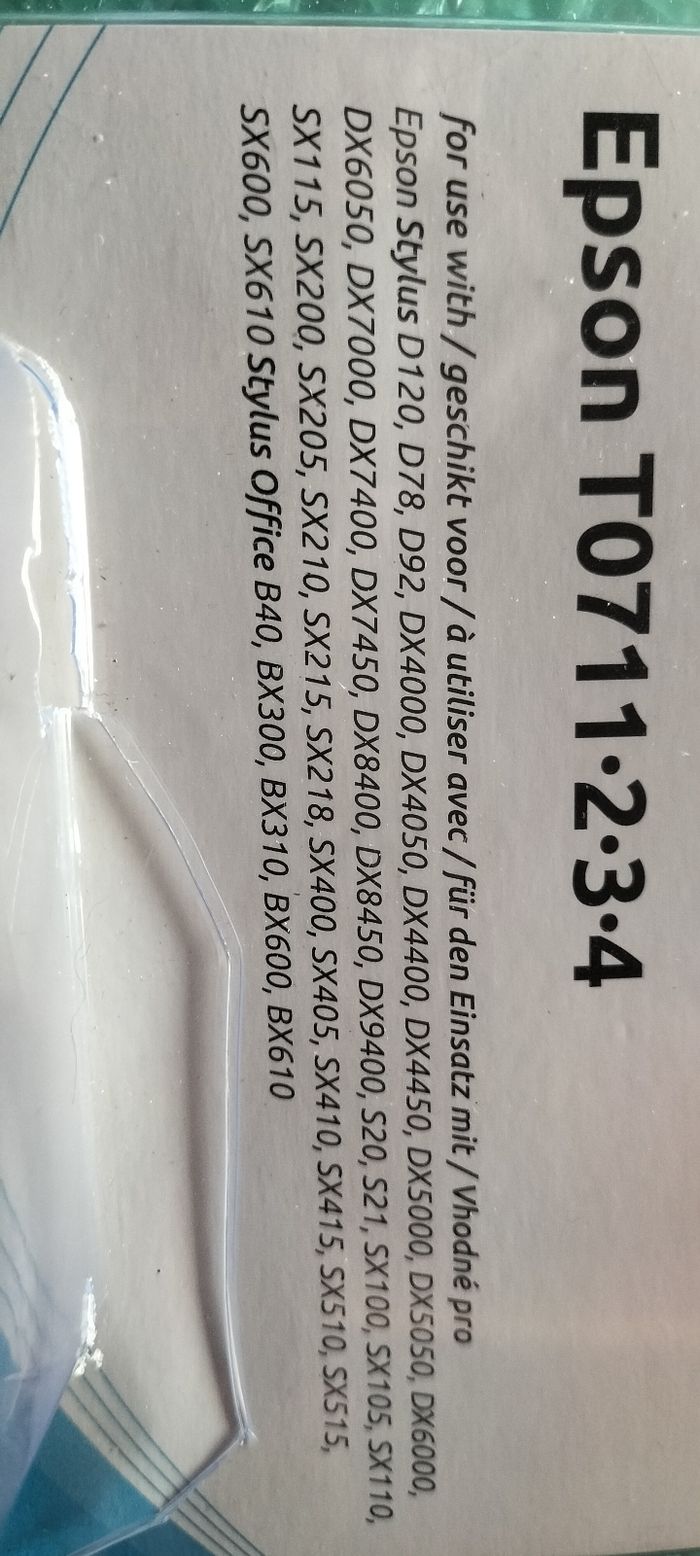 Epson T0711·2·3·4
for use with / geschikt voor / à utiliser avec / für den Einsatz mit / Vhodné pro
Epson Stylus D120, D78, D92, DX4000, DX4050, DX4400, DX4450, DX5000, DX5050, DX6000,
DX6050, DX7000, DX7400, DX7450, DX8400, DX8450, DX9400, S20, S21, SX100, SX105, SX110,
SX115, SX200, SX205, SX210, SX215, SX218, SX400, SX405, SX410, SX415, SX510, SX515,
SX600, SX610 Stylus Office B40, BX300, BX310, BX600, BX610